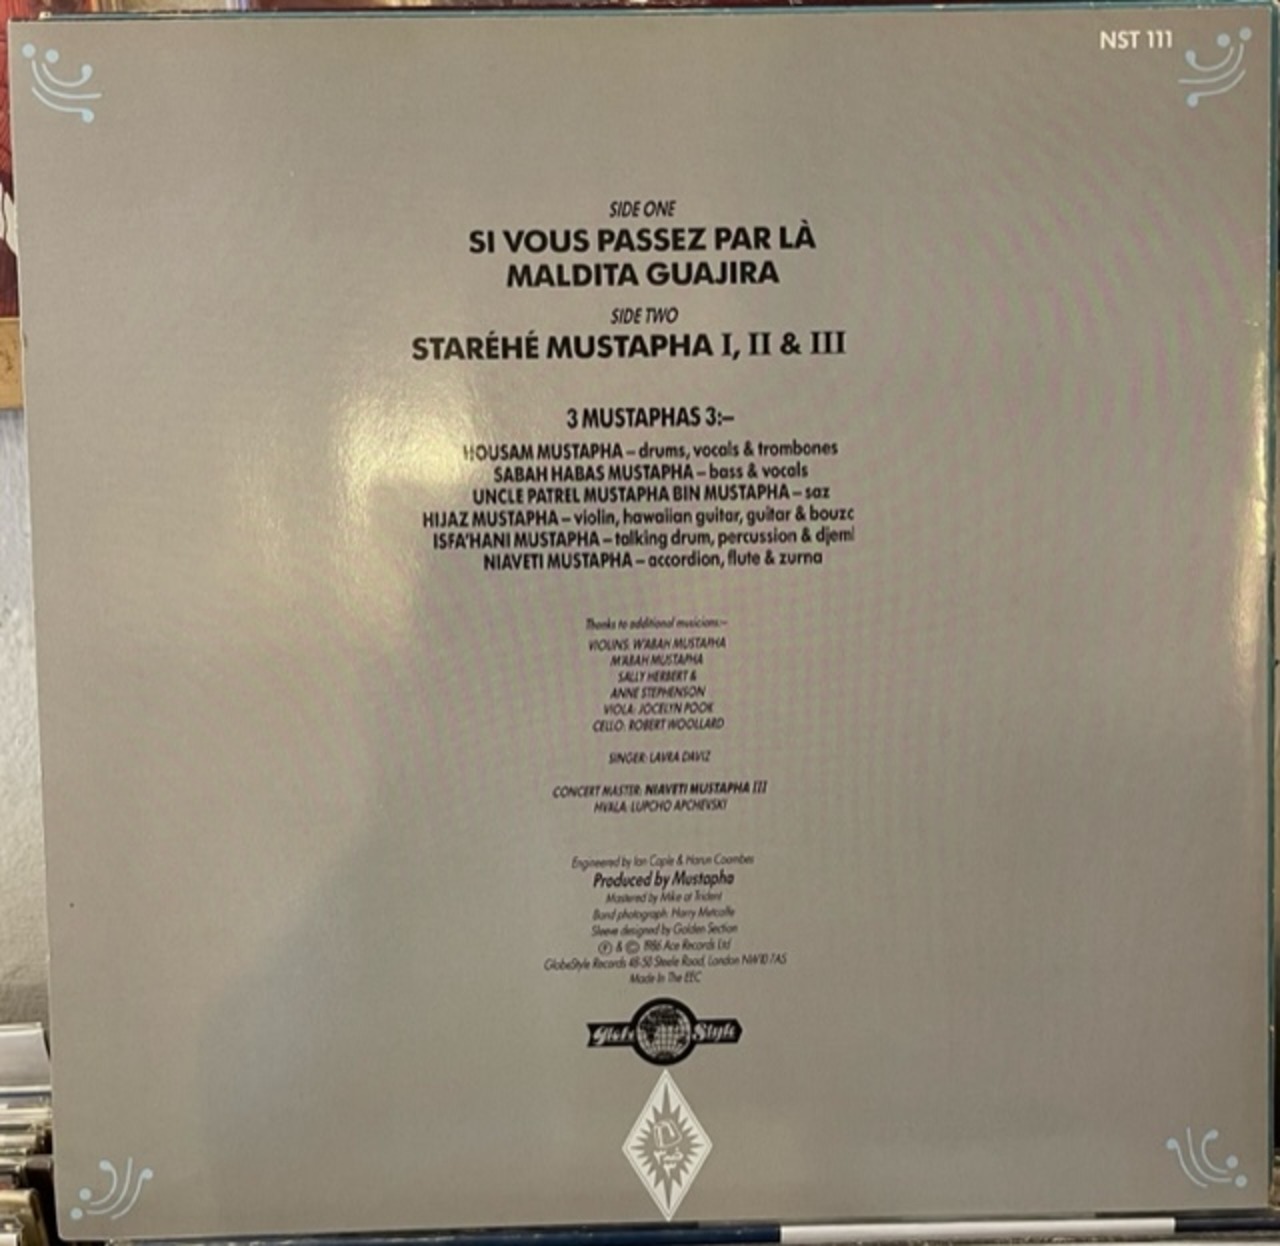 NST 111
SIDE ONE
SI VOUS PASSEZ PAR LÀ
MALDITA GUAJIRA
SIDE TWO
STARÉHÉ MUSTAPHA I, II & III
3 MUSTAPHAS 3:–
HOUSAM MUSTAPHA – drums, vocals & trombones
SABAH HABAS MUSTAPHA – bass & vocals
UNCLE PATREL MUSTAPHA BIN MUSTAPHA – saz
HIJAZ MUSTAPHA – violin, hawaiian guitar, guitar &
ISFA'HANI MUSTAPHA – talking drum, percussion &
NIAVETI MUSTAPHA – accordion, flute & zurna
Thanks to additional musicians:–
VIOLINS: W'ABAH MUSTAPHA
M'ABAH MUSTAPHA
SALLY HERBERT &
ANNE STEPHENSON
VIOLA: JOCELYN POOK
CELLO: ROBERT WOOLLARD
SINGER: LAVRA DAVIZ
CONCERT MASTER: NIAVETI MUSTAPHA III
HVALA: LUPCHO APCHEVSKI
Engineered by Ian Caple & Harun Coombes
Produced by Mustapha
Mastered by Mike at Trident
Band photograph: Harry Metcalfe
Sleeve designed by Golden Section
℗ & © 1986 Ace Records Ltd
GlobeStyle Records 48-50 Steele Road, London NW10 7AS
Made In The EEC
Globe Style